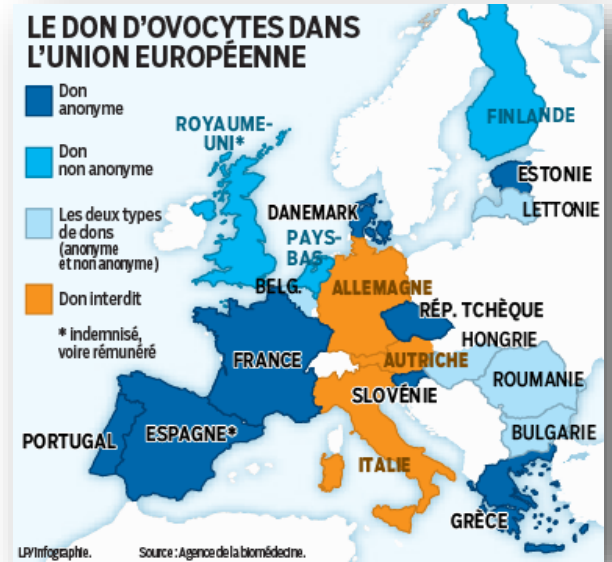 LE DON D'OVOCYTES DANS
L'UNION EUROPÉENNE
Don
anonyme
Don
non anonyme
Les deux types
de dons
(anonyme
et non anonyme)
Don interdit
* indemnisé,
voire rémunéré
ROYAUME-
UNI*
FINLANDE
ESTONIE
LETTONIE
DANEMARK
PAYS-
BAS
BELG.
ALLEMAGNE
RÉP. TCHÈQUE
HONGRIE
AUTRICHE
FRANCE
ROUMANIE
SLOVÉNIE
BULGARIE
PORTUGAL
ESPAGNE*
ITALIE
GRÈCE
LP/Infographie.
Source : Agence de la biomédecine.